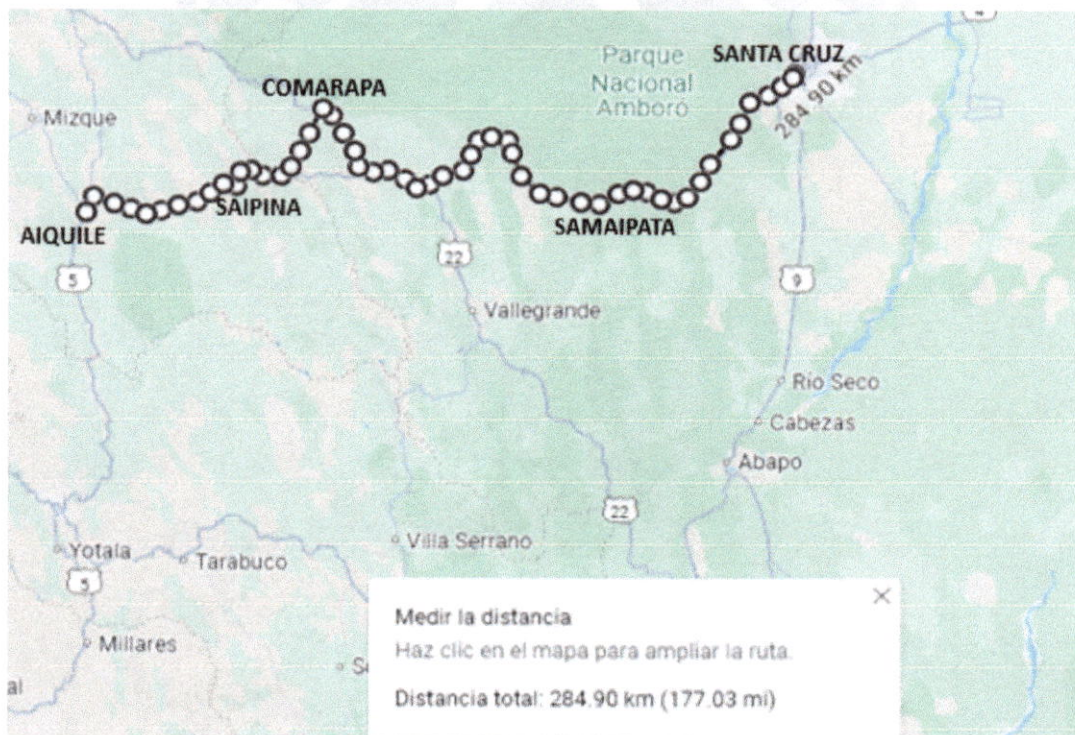 4
Parque
Nacional
Amboró
SANTA CRUZ
284.90 km
COMARAPA
Mizque
SAIPINA
AIQUILE
SAMAIPATA
5
22
9
Vallegrande
Río Seco
Cabezas
Abapo
22
Villa Serrano
Yotala
Tarabuco
5
Millares
Medir la distancia
Haz clic en el mapa para ampliar la ruta.
Distancia total: 284.90 km (177.03 mi)